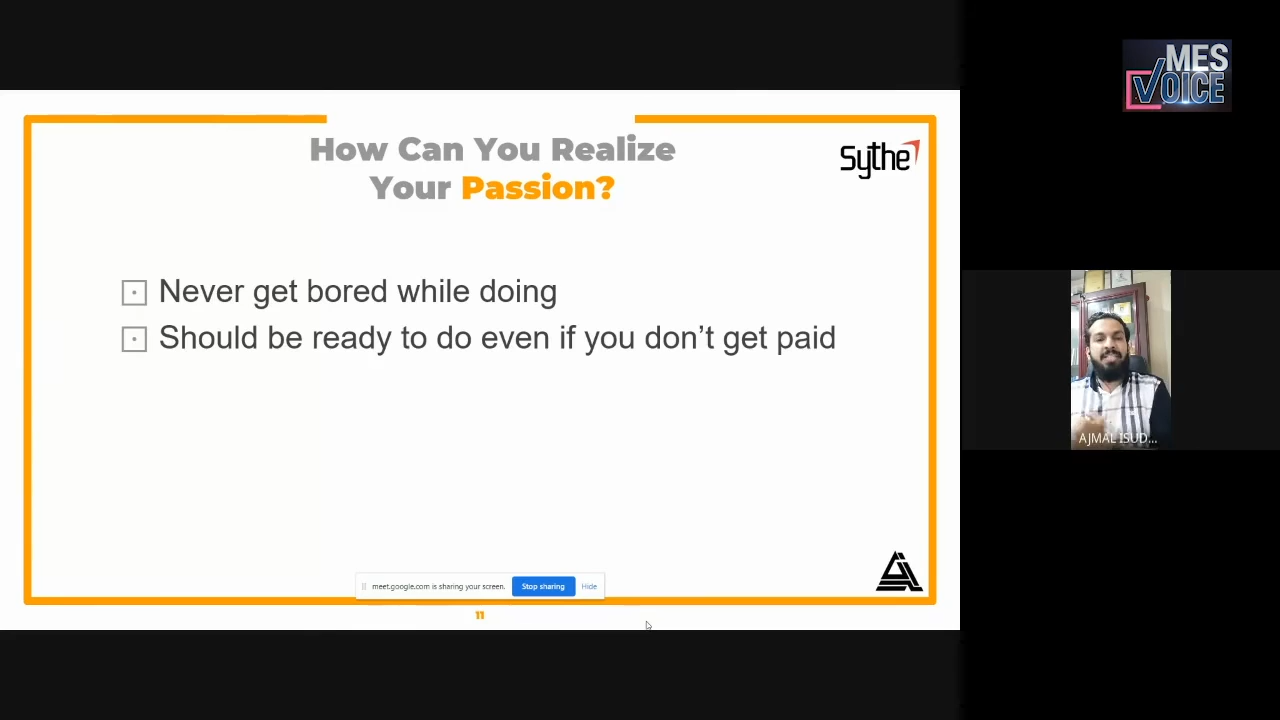 MES
VOICE
How Can You Realize
Your Passion?
Sythe
Never get bored while doing
Should be ready to do even if you don't get paid
AJMAL ISUD...
meet.google.com is sharing your screen. Stop sharing Hide
11